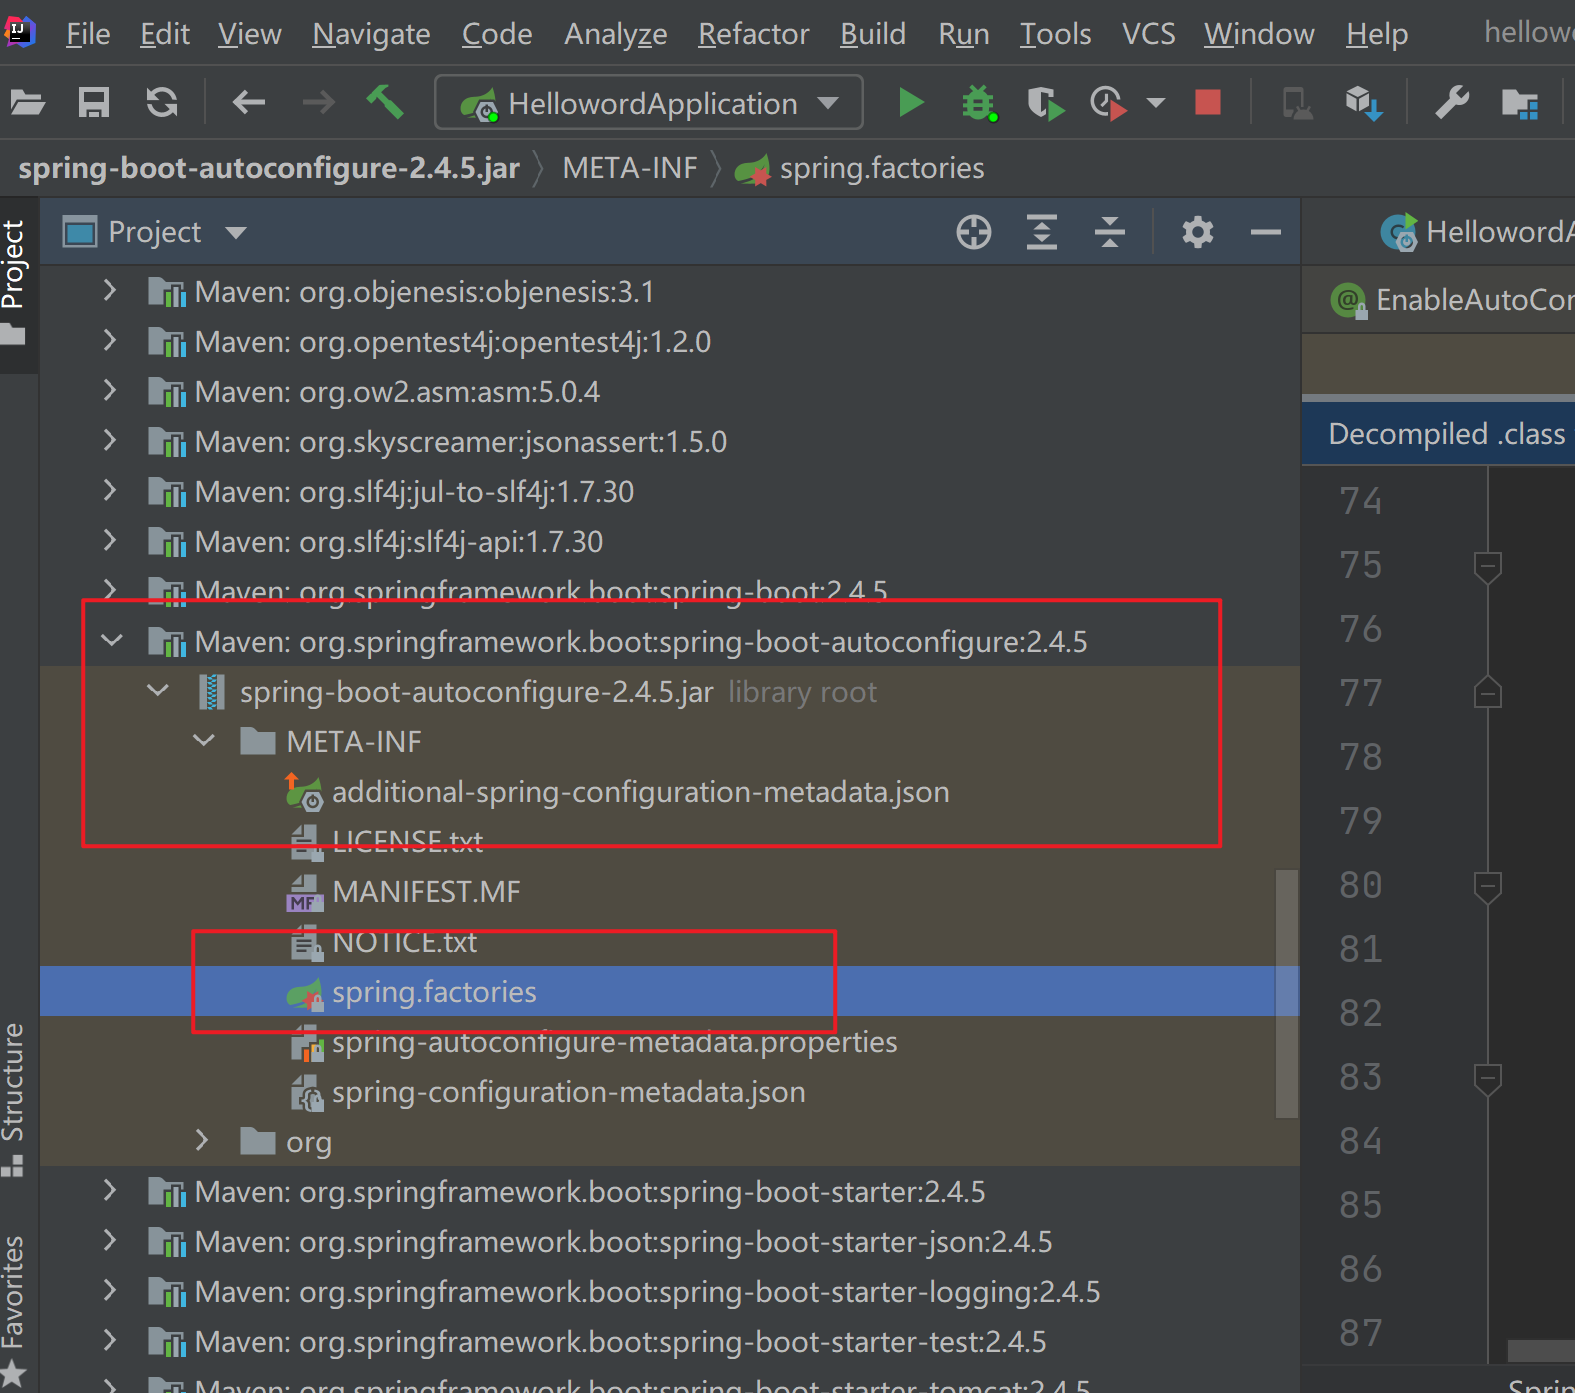 File Edit View Navigate Code Analyze Refactor Build Run Tools VCS Window Help
HellowordApplication
spring-boot-autoconfigure-2.4.5.jar META-INF spring.factories
Project
Project
Maven: org.objenesis:objenesis:3.1
Maven: org.opentest4j:opentest4j:1.2.0
Maven: org.ow2.asm:asm:5.0.4
Maven: org.skyscreamer:jsonassert:1.5.0
Maven: org.slf4j:jul-to-slf4j:1.7.30
Maven: org.slf4j:slf4j-api:1.7.30
Maven: org.springframework.boot:spring-boot:2.4.5
Maven: org.springframework.boot:spring-boot-autoconfigure:2.4.5
spring-boot-autoconfigure-2.4.5.jar library root
META-INF
additional-spring-configuration-metadata.json
LICENSE.txt
MANIFEST.MF
NOTICE.txt
spring.factories
spring-autoconfigure-metadata.properties
spring-configuration-metadata.json
org
Maven: org.springframework.boot:spring-boot-starter:2.4.5
Maven: org.springframework.boot:spring-boot-starter-json:2.4.5
Maven: org.springframework.boot:spring-boot-starter-logging:2.4.5
Maven: org.springframework.boot:spring-boot-starter-test:2.4.5
Maven: org.springframework.boot:spring-boot-starter-tomcat:2.4.5
Structure
Favorites
HellowordA
EnableAutoCon
Decompiled .class
74
75
76
77
78
79
80
81
82
83
84
85
86
87